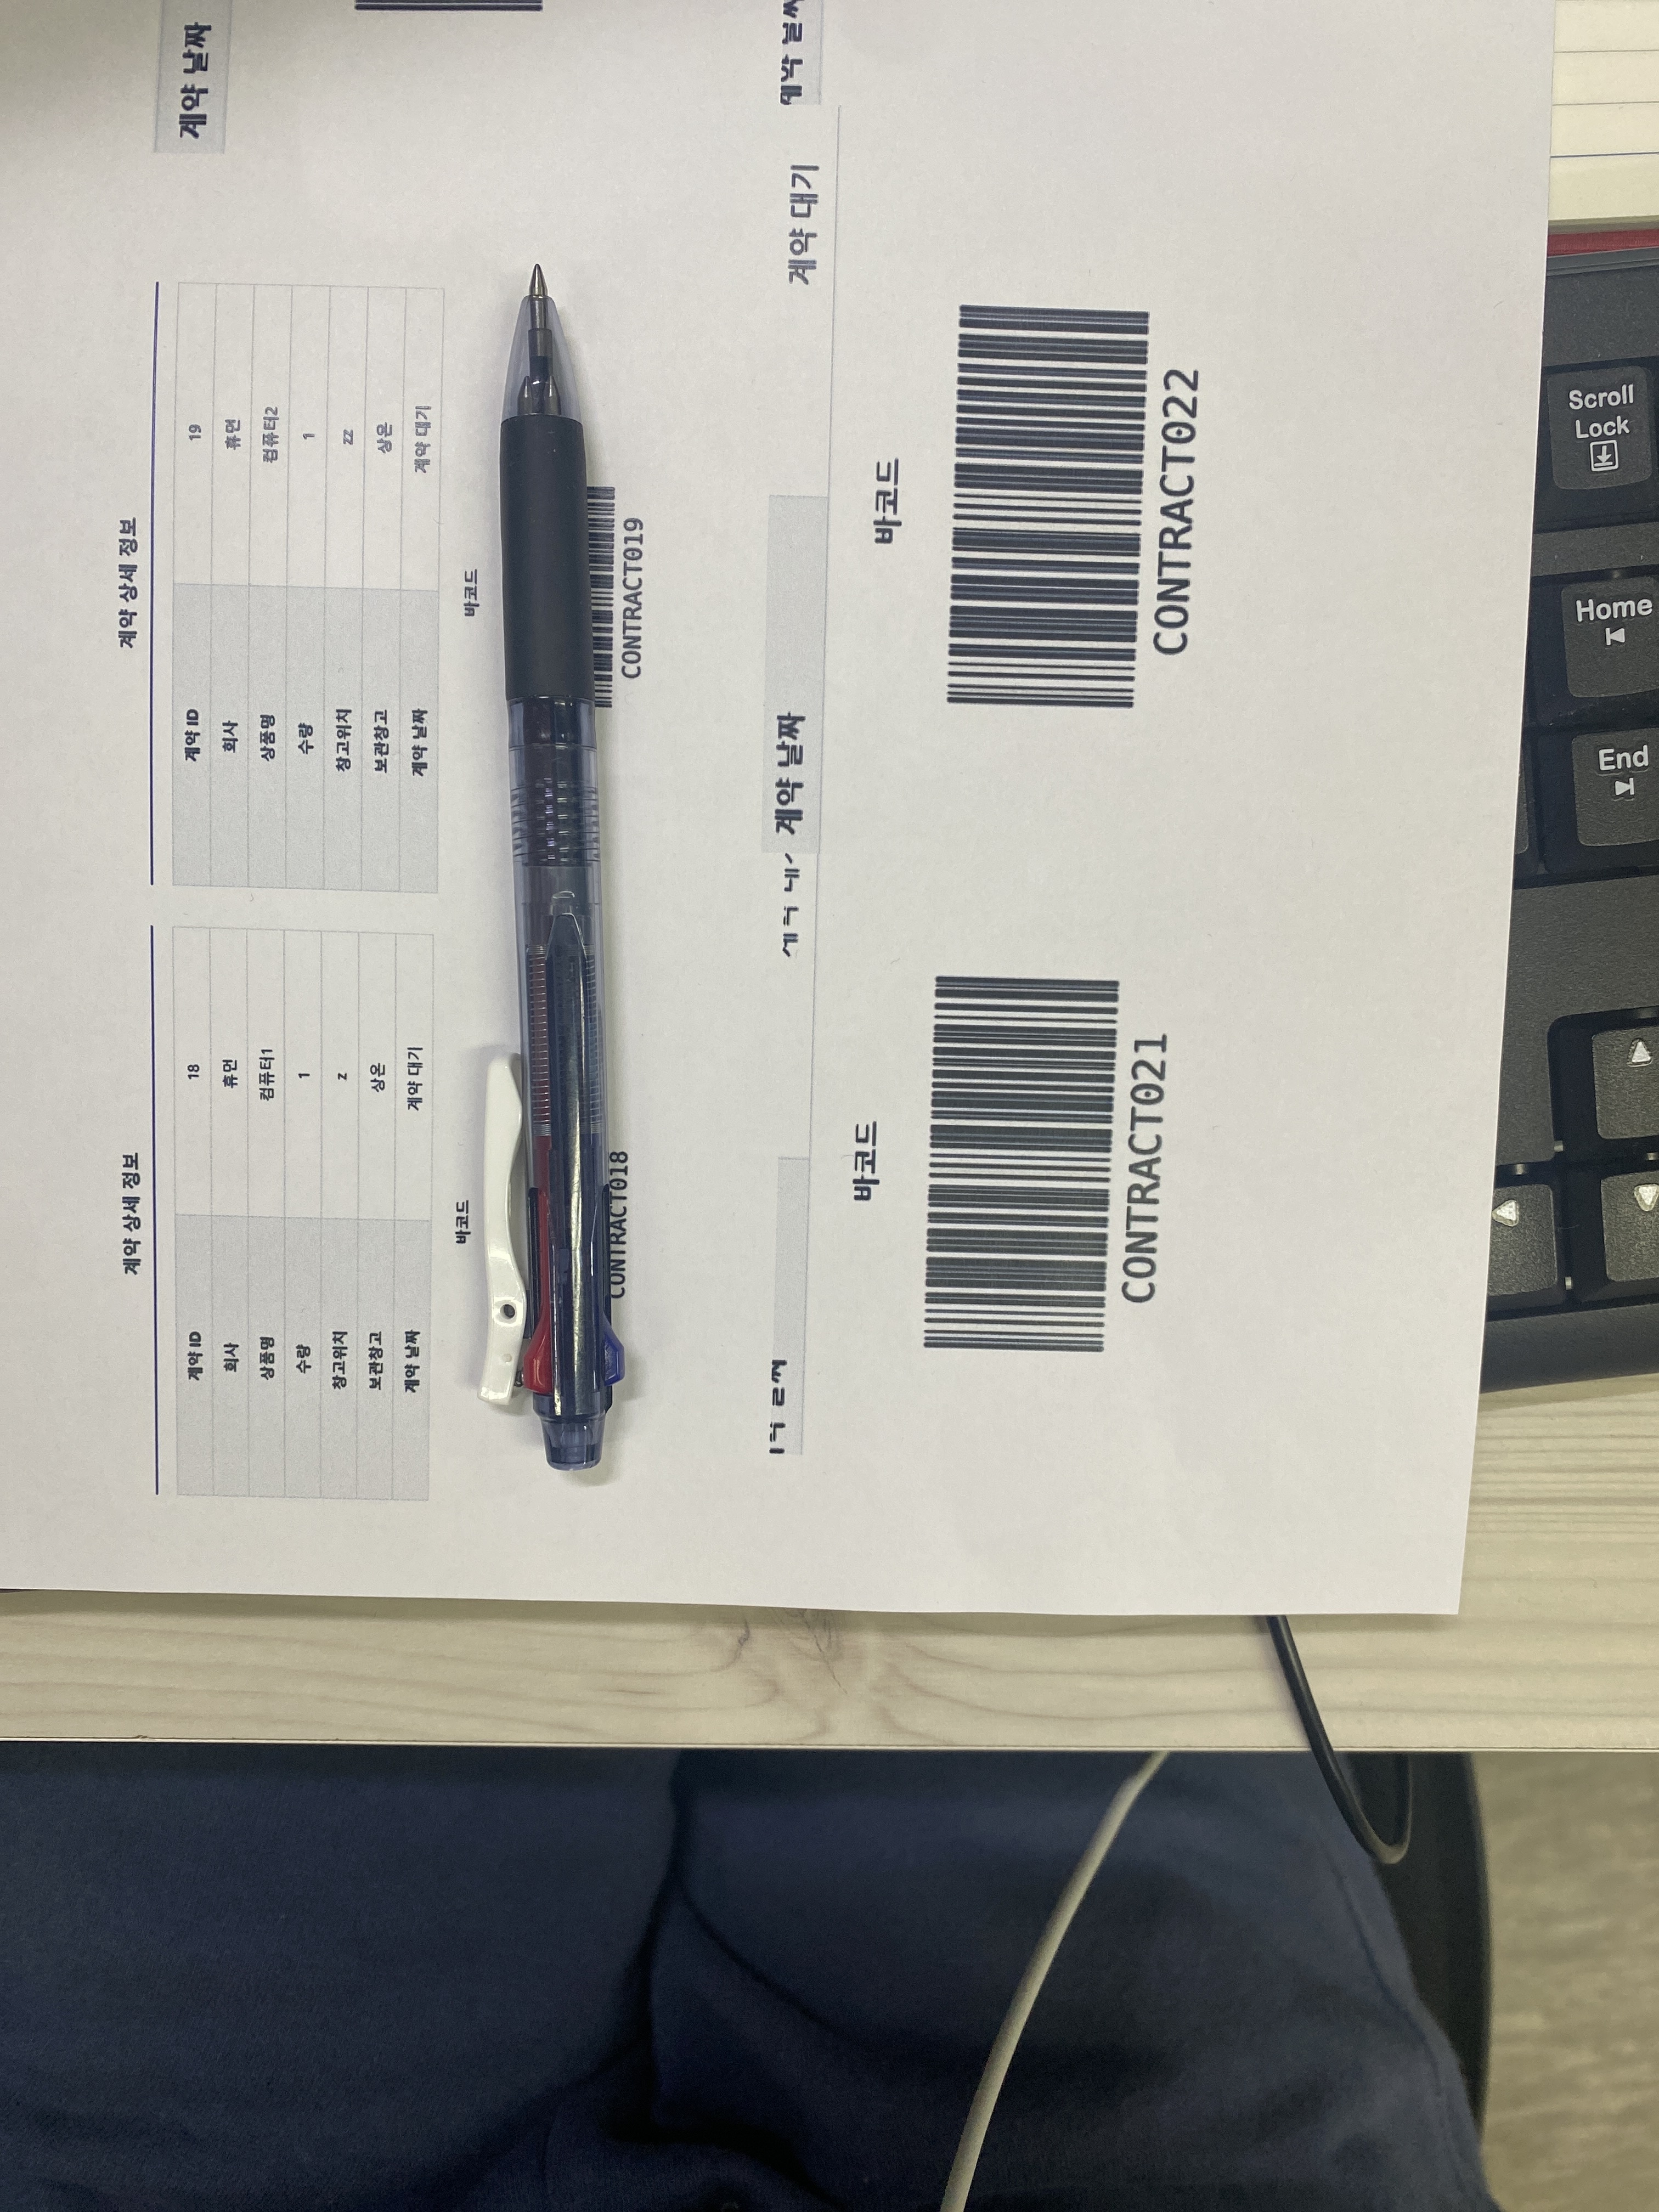 계약 상세 정보
계약 ID 18
회사 휴먼
상품명 컴퓨터1
수량 1
창고위치 z
보관창고 상온
계약 날짜 계약 대기
바코드
CONTRACT018
계약 상세 정보
계약 ID 19
회사 휴먼
상품명 컴퓨터2
수량 1
창고위치 zz
보관창고 상온
계약 날짜 계약 대기
바코드
CONTRACT019
계약 날짜
바코드
CONTRACT021
계약 날짜 계약 대기
바코드
CONTRACT022
Scroll
Lock
Home
End